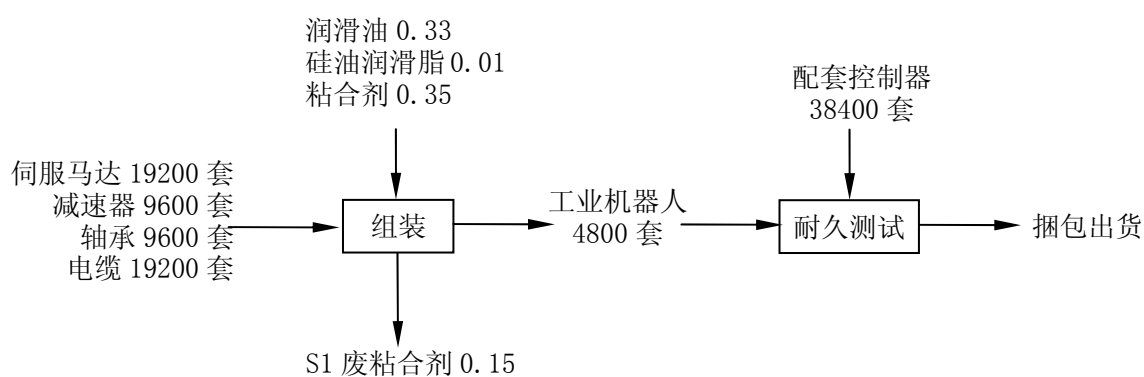 润滑油 0.33
硅油润滑脂 0.01
粘合剂 0.35
配套控制器
38400 套
伺服马达 19200 套
减速器 9600 套
轴承 9600 套
电缆 19200 套
组装
工业机器人
4800 套
耐久测试
捆包出货
S1 废粘合剂 0.15